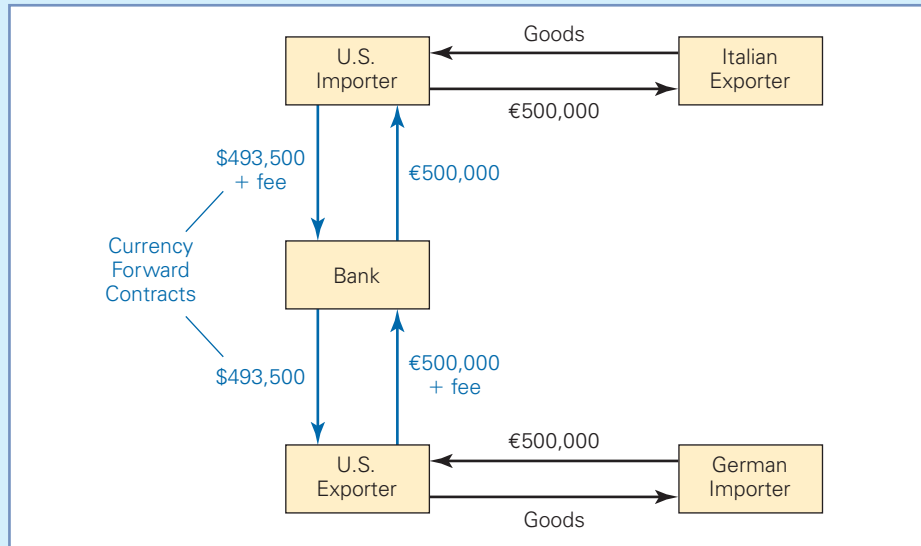 Goods
U.S.
Importer
Italian
Exporter
€500,000
$493,500
+ fee
€500,000
Currency
Forward
Contracts
Bank
$493,500
€500,000
+ fee
€500,000
U.S.
Exporter
German
Importer
Goods